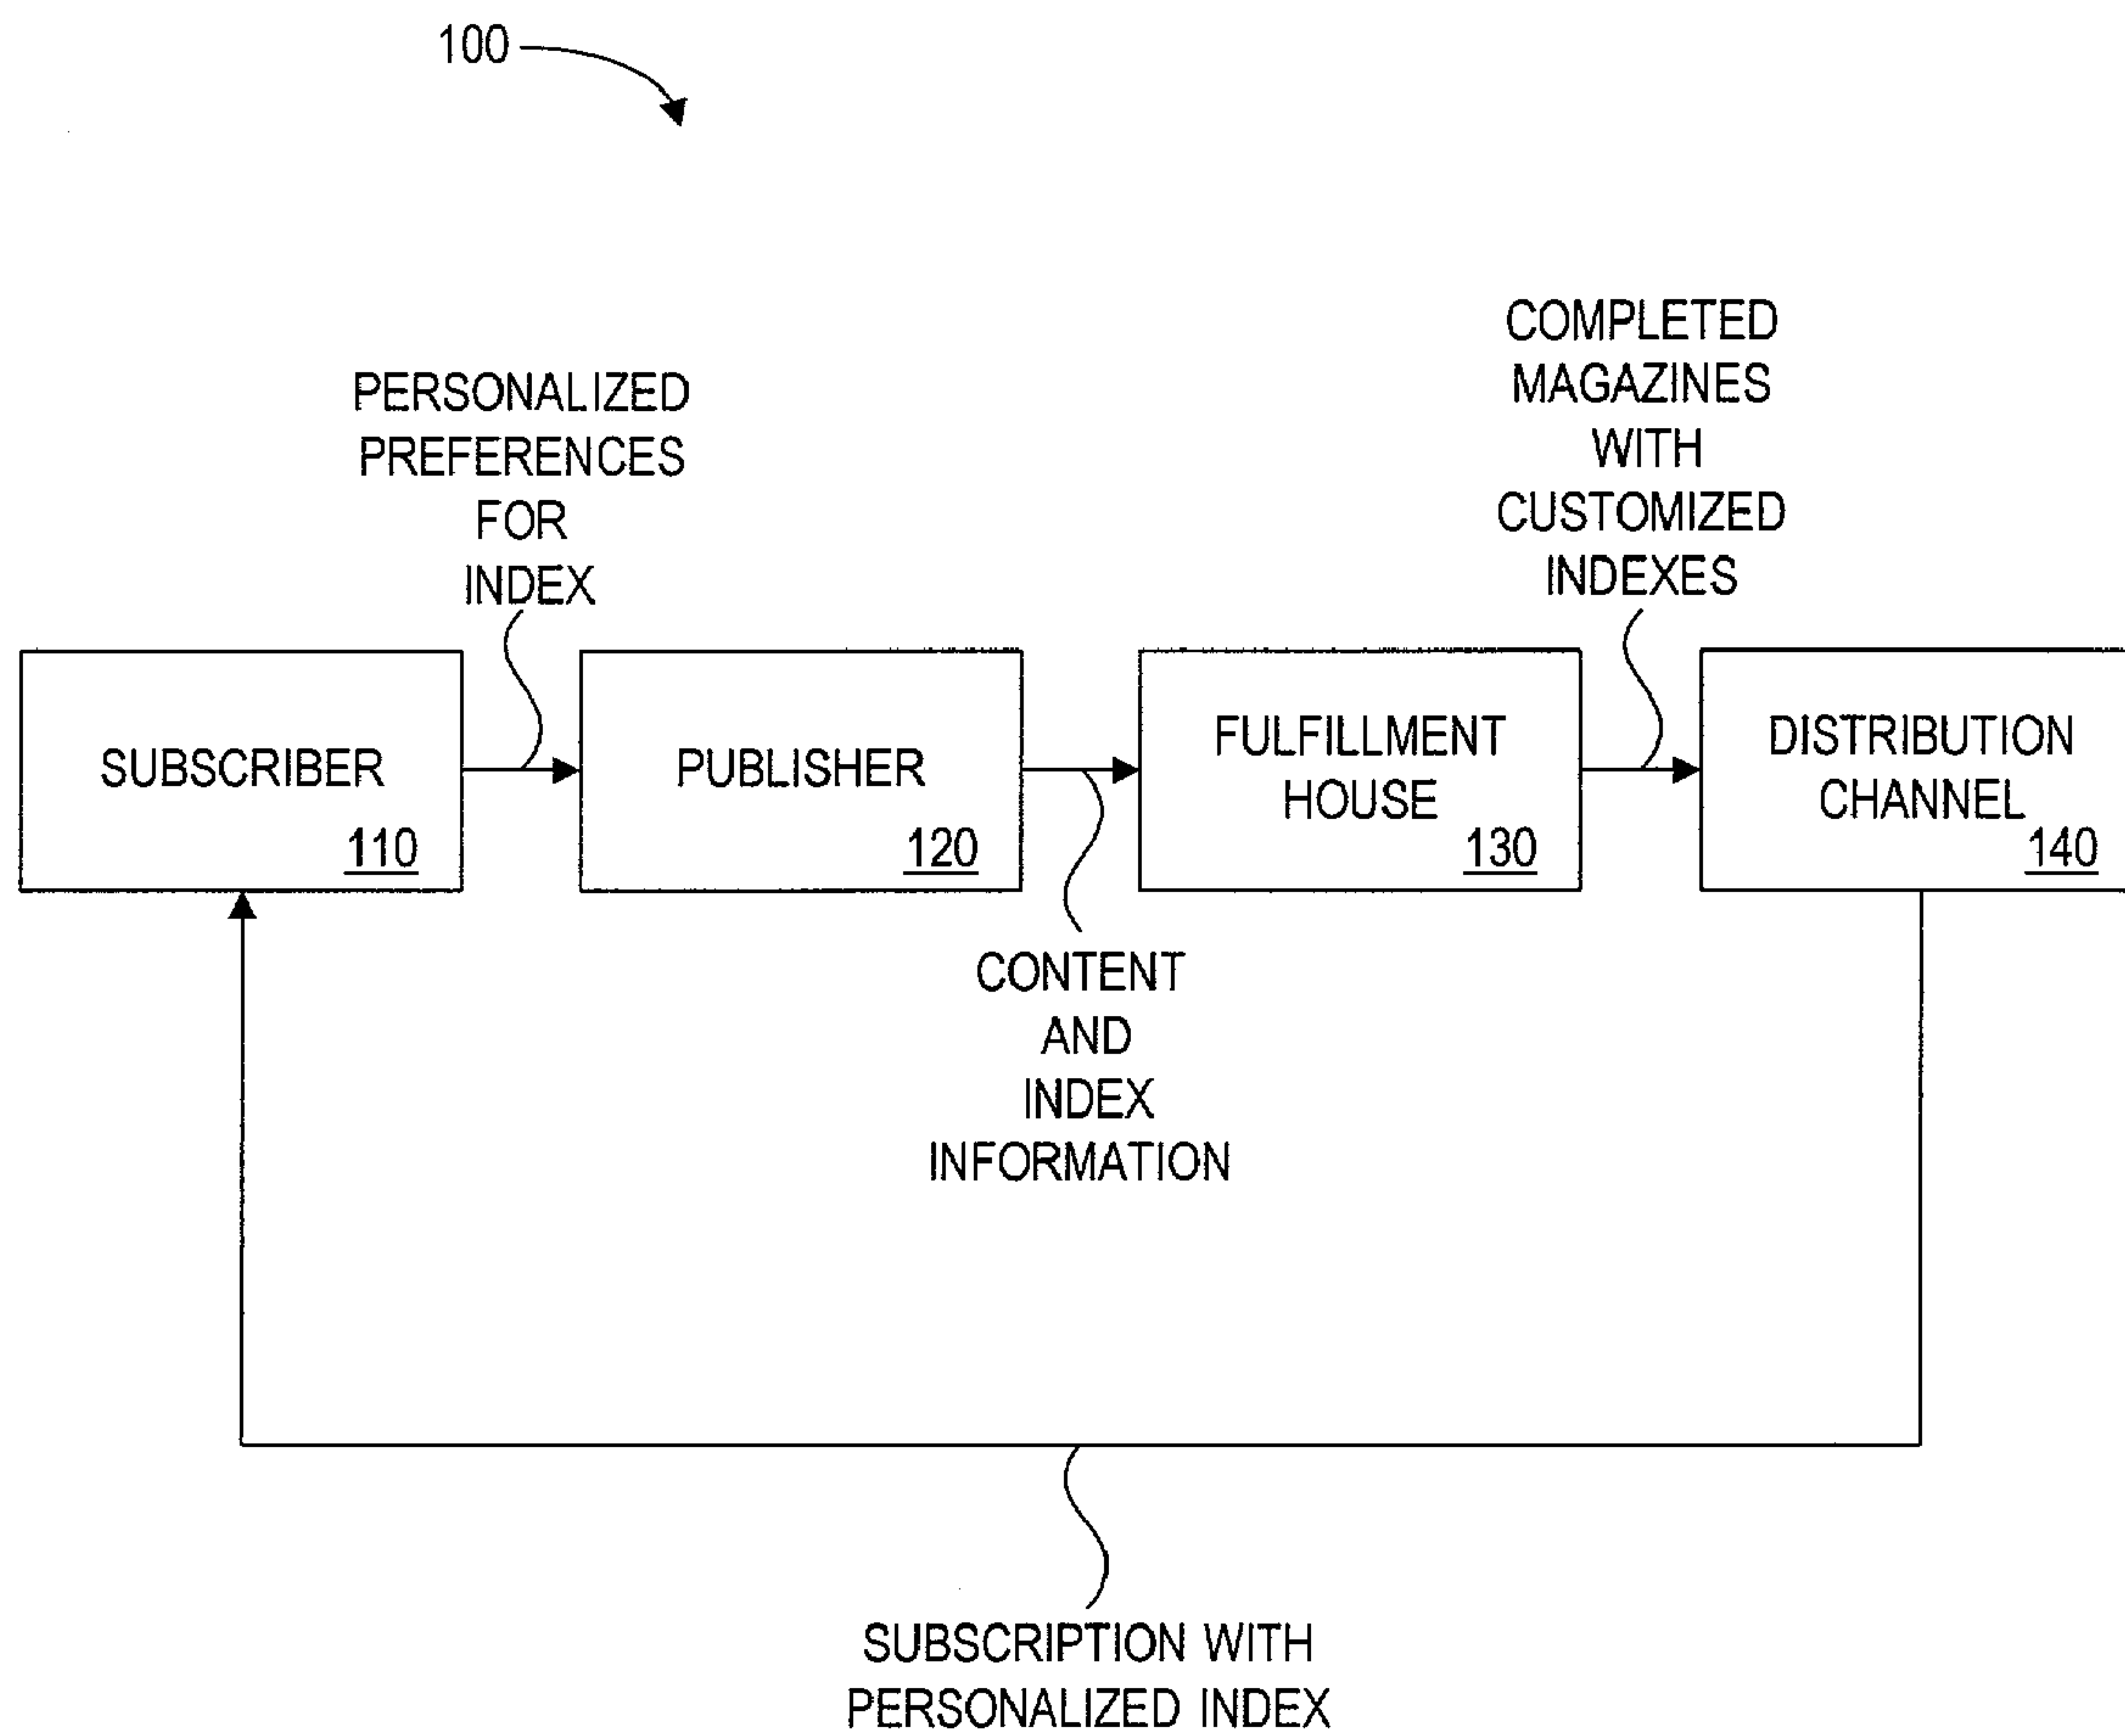 100
PERSONALIZED
PREFERENCES
FOR
INDEX
COMPLETED
MAGAZINES
WITH
CUSTOMIZED
INDEXES
SUBSCRIBER
110
PUBLISHER
120
FULFILLMENT
HOUSE
130
DISTRIBUTION
CHANNEL
140
CONTENT
AND
INDEX
INFORMATION
SUBSCRIPTION WITH
PERSONALIZED INDEX